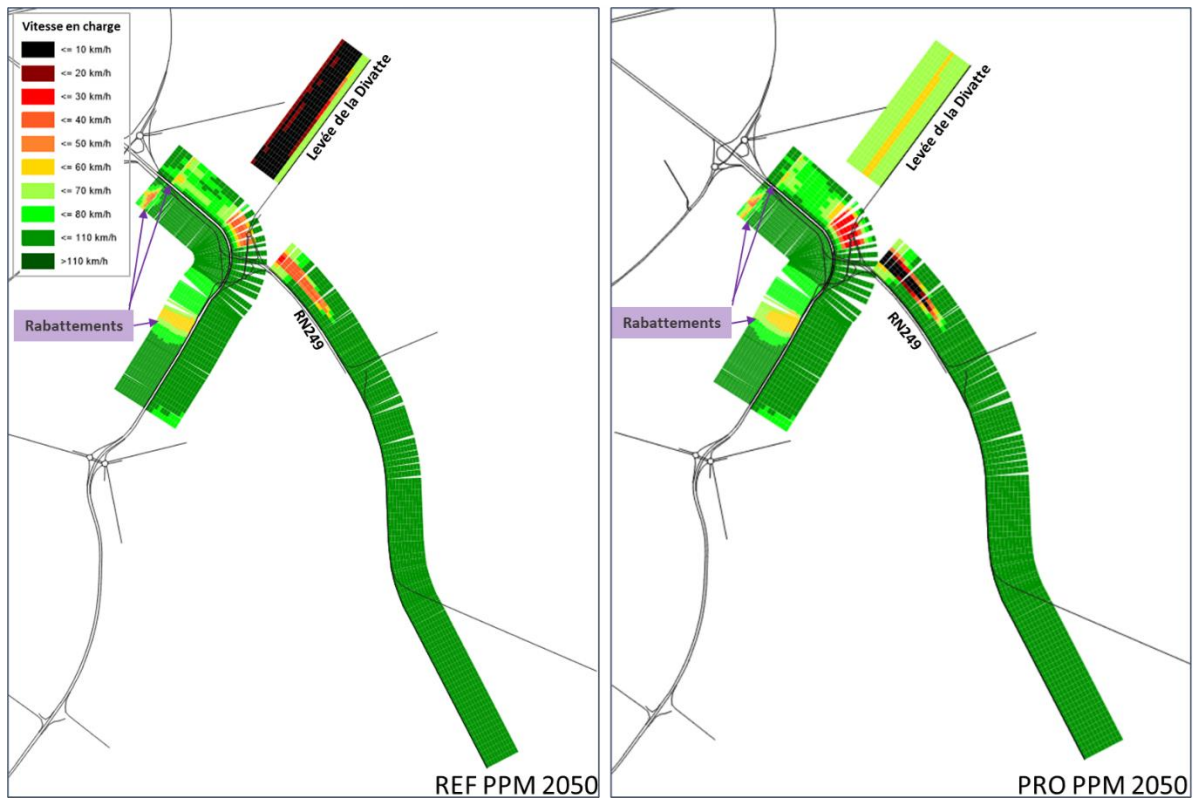 Vitesse en charge
<= 10 km/h
<= 20 km/h
<= 30 km/h
<= 40 km/h
<= 50 km/h
<= 60 km/h
<= 70 km/h
<= 80 km/h
<= 110 km/h
>110 km/h
Levée de la Divatte
Rabattements
RN249
REF PPM 2050
Levée de la Divatte
Rabattements
RN249
PRO PPM 2050